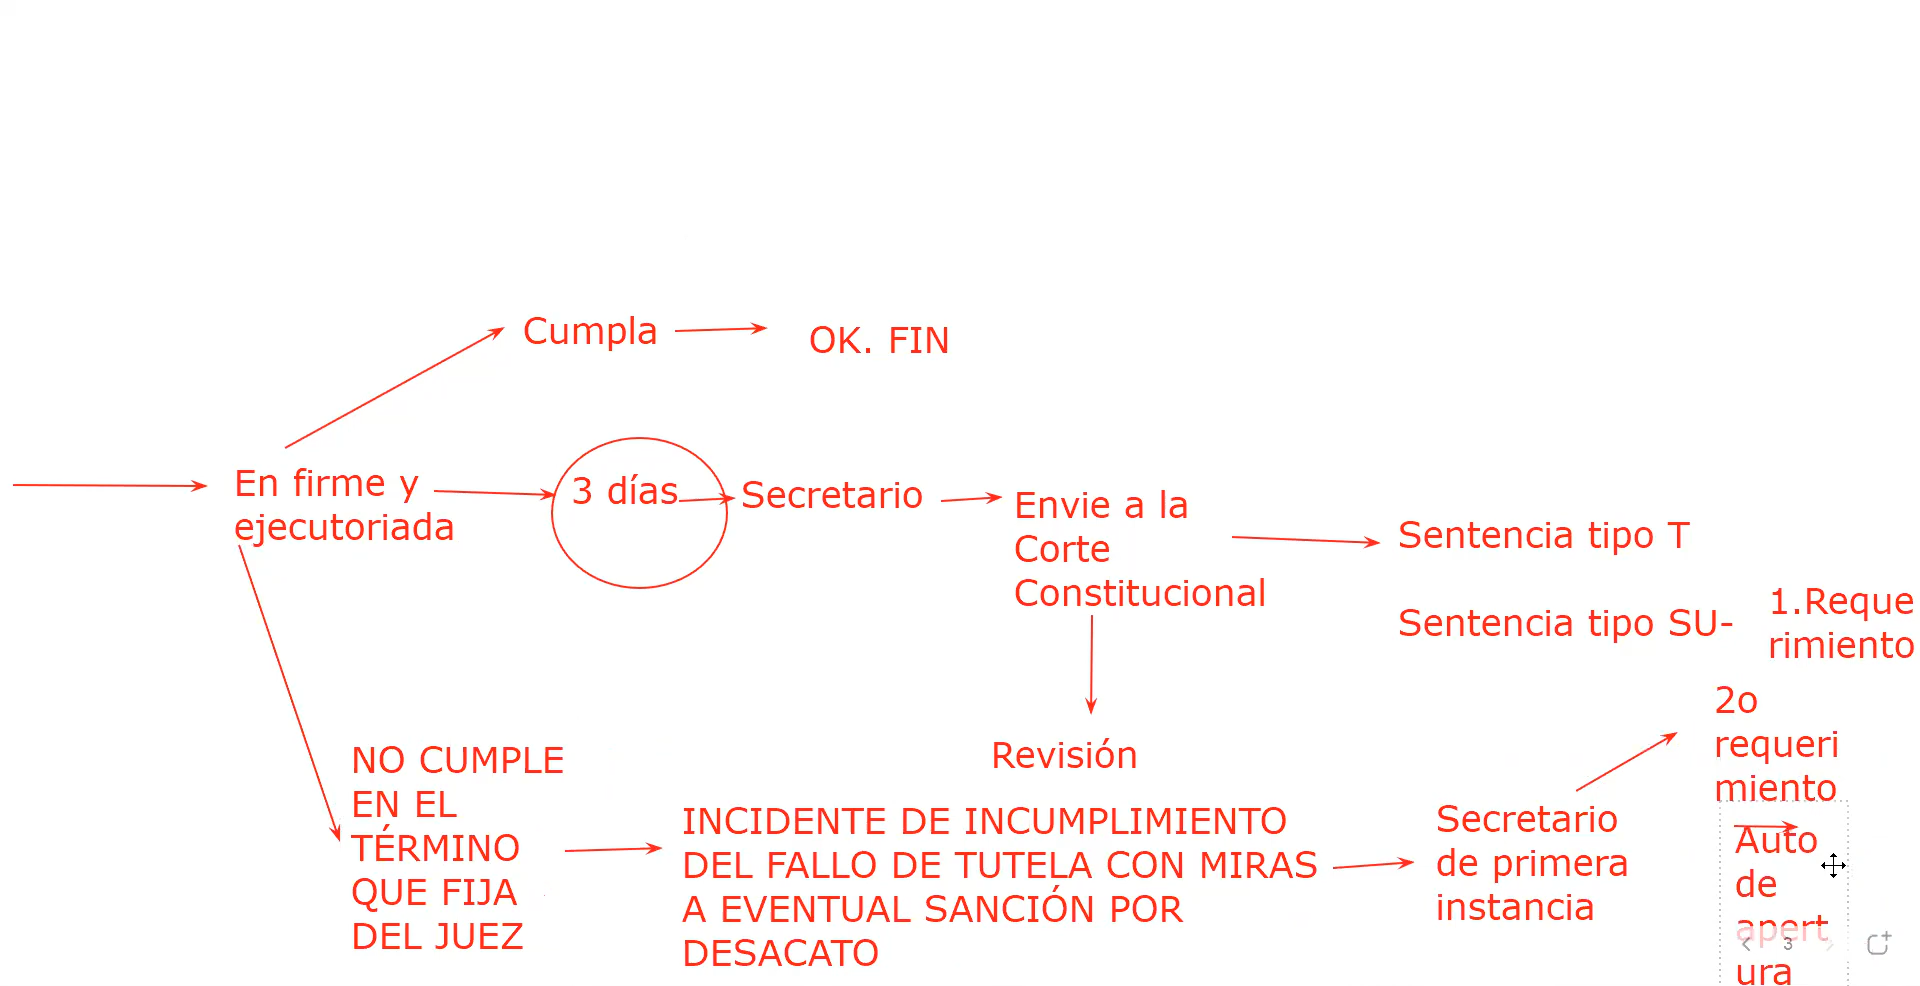 Cumpla
OK. FIN
En firme y
ejecutoriada
3 días
Secretario
Envie a la
Corte
Constitucional
Sentencia tipo T
Sentencia tipo SU-
1.Reque
rimiento
2o
requeri
miento
Revisión
NO CUMPLE
EN EL
TÉRMINO
QUE FIJA
DEL JUEZ
INCIDENTE DE INCUMPLIMIENTO
DEL FALLO DE TUTELA CON MIRAS
A EVENTUAL SANCIÓN POR
DESACATO
Secretario
de primera
instancia
Auto
de
apert
ura
3